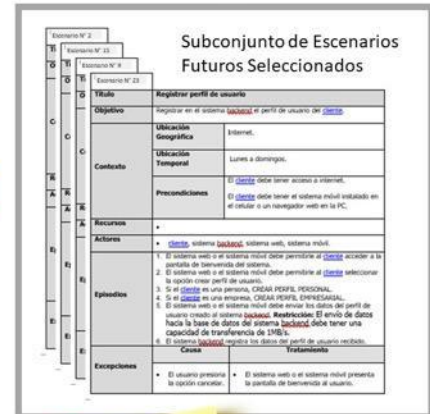 Subconjunto de Escenarios
Futuros Seleccionados
Escenario N° 2
Escenario N° 15
Escenario N° 9
Escenario N° 23
Título Registrar perfil de usuario
Objetivo Registrar en el sistema backend el perfil de usuario del cliente.
Contexto
Ubicación Geográfica Internet.
Ubicación Temporal Lunes a domingos.
Precondiciones
El cliente debe tener acceso a internet.
El cliente debe tener el sistema móvil instalado en
el celular o un navegador web en la PC.
Recursos •
Actores • cliente, sistema backend, sistema web, sistema móvil.
Episodios
1. El sistema web o el sistema móvil debe permitirle al cliente acceder a la
pantalla de bienvenida del sistema.
2. El sistema web o el sistema móvil debe permitirle al cliente seleccionar
la opción crear perfil de usuario.
3. Si el cliente es una persona, CREAR PERFIL PERSONAL.
4. Si el cliente es una empresa, CREAR PERFIL EMPRESARIAL.
5. El sistema web o el sistema móvil debe enviar los datos del perfil de
usuario creado al sistema backend. Restricción: El envío de datos
hacia la base de datos del sistema backend debe tener una
capacidad de transferencia de 1MB/s.
6. El sistema backend registra los datos del perfil de usuario recibido.
Excepciones
Causa Tratamiento
• El usuario presiona • El sistema web o el sistema móvil presenta
la opción cancelar. la pantalla de bienvenida al usuario.